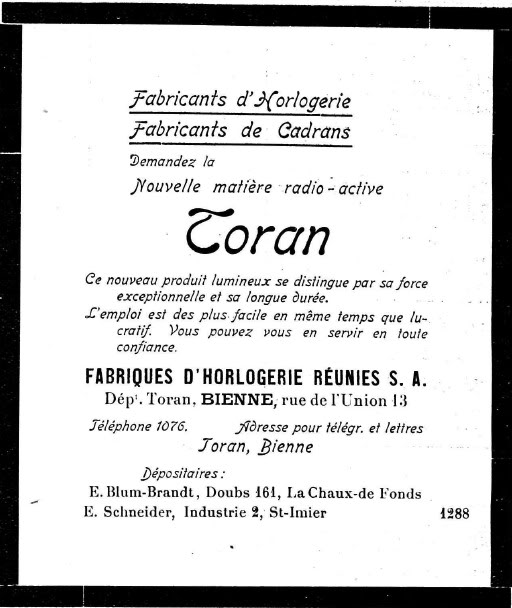 Fabricants d'Horlogerie
Fabricants de Cadrans
Demandez la
Nouvelle matière radio-active
Toran
Ce nouveau produit lumineux se distingue par sa force
exceptionnelle et sa longue durée.
L'emploi est des plus facile en même temps que lu-
cratif. Vous pouvez vous en servir en toute
confiance.
FABRIQUES D'HORLOGERIE RÉUNIES S. A.
Dépt. Toran, BIENNE, rue de l'Union 13
Téléphone 1076. Adresse pour télégr. et lettres
Toran, Bienne
Dépositaires :
E. Blum-Brandt, Doubs 161, La Chaux-de Fonds
E. Schneider, Industrie 2, St-Imier 1288